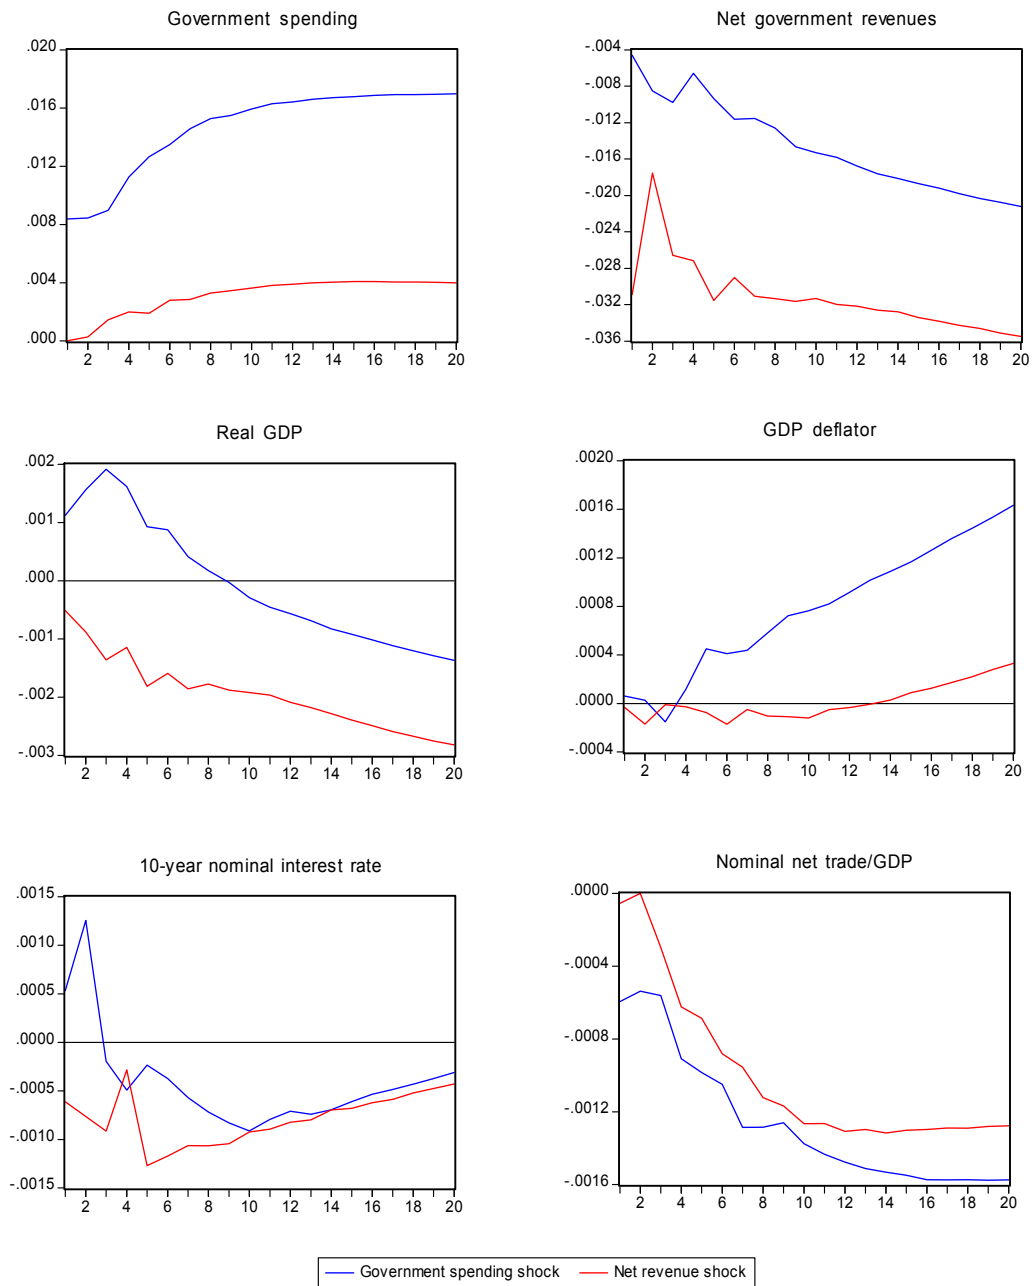 Government spending
.020
.016
.012
.008
.004
.000
2 4 6 8 10 12 14 16 18 20
Net government revenues
-.004
-.008
-.012
-.016
-.020
-.024
-.028
-.032
-.036
2 4 6 8 10 12 14 16 18 20
Real GDP
.002
.001
.000
-.001
-.002
-.003
2 4 6 8 10 12 14 16 18 20
GDP deflator
.0020
.0016
.0012
.0008
.0004
.0000
-.0004
2 4 6 8 10 12 14 16 18 20
10-year nominal interest rate
.0015
.0010
.0005
.0000
-.0005
-.0010
-.0015
2 4 6 8 10 12 14 16 18 20
Nominal net trade/GDP
.0000
-.0004
-.0008
-.0012
-.0016
2 4 6 8 10 12 14 16 18 20
Government spending shock
Net revenue shock